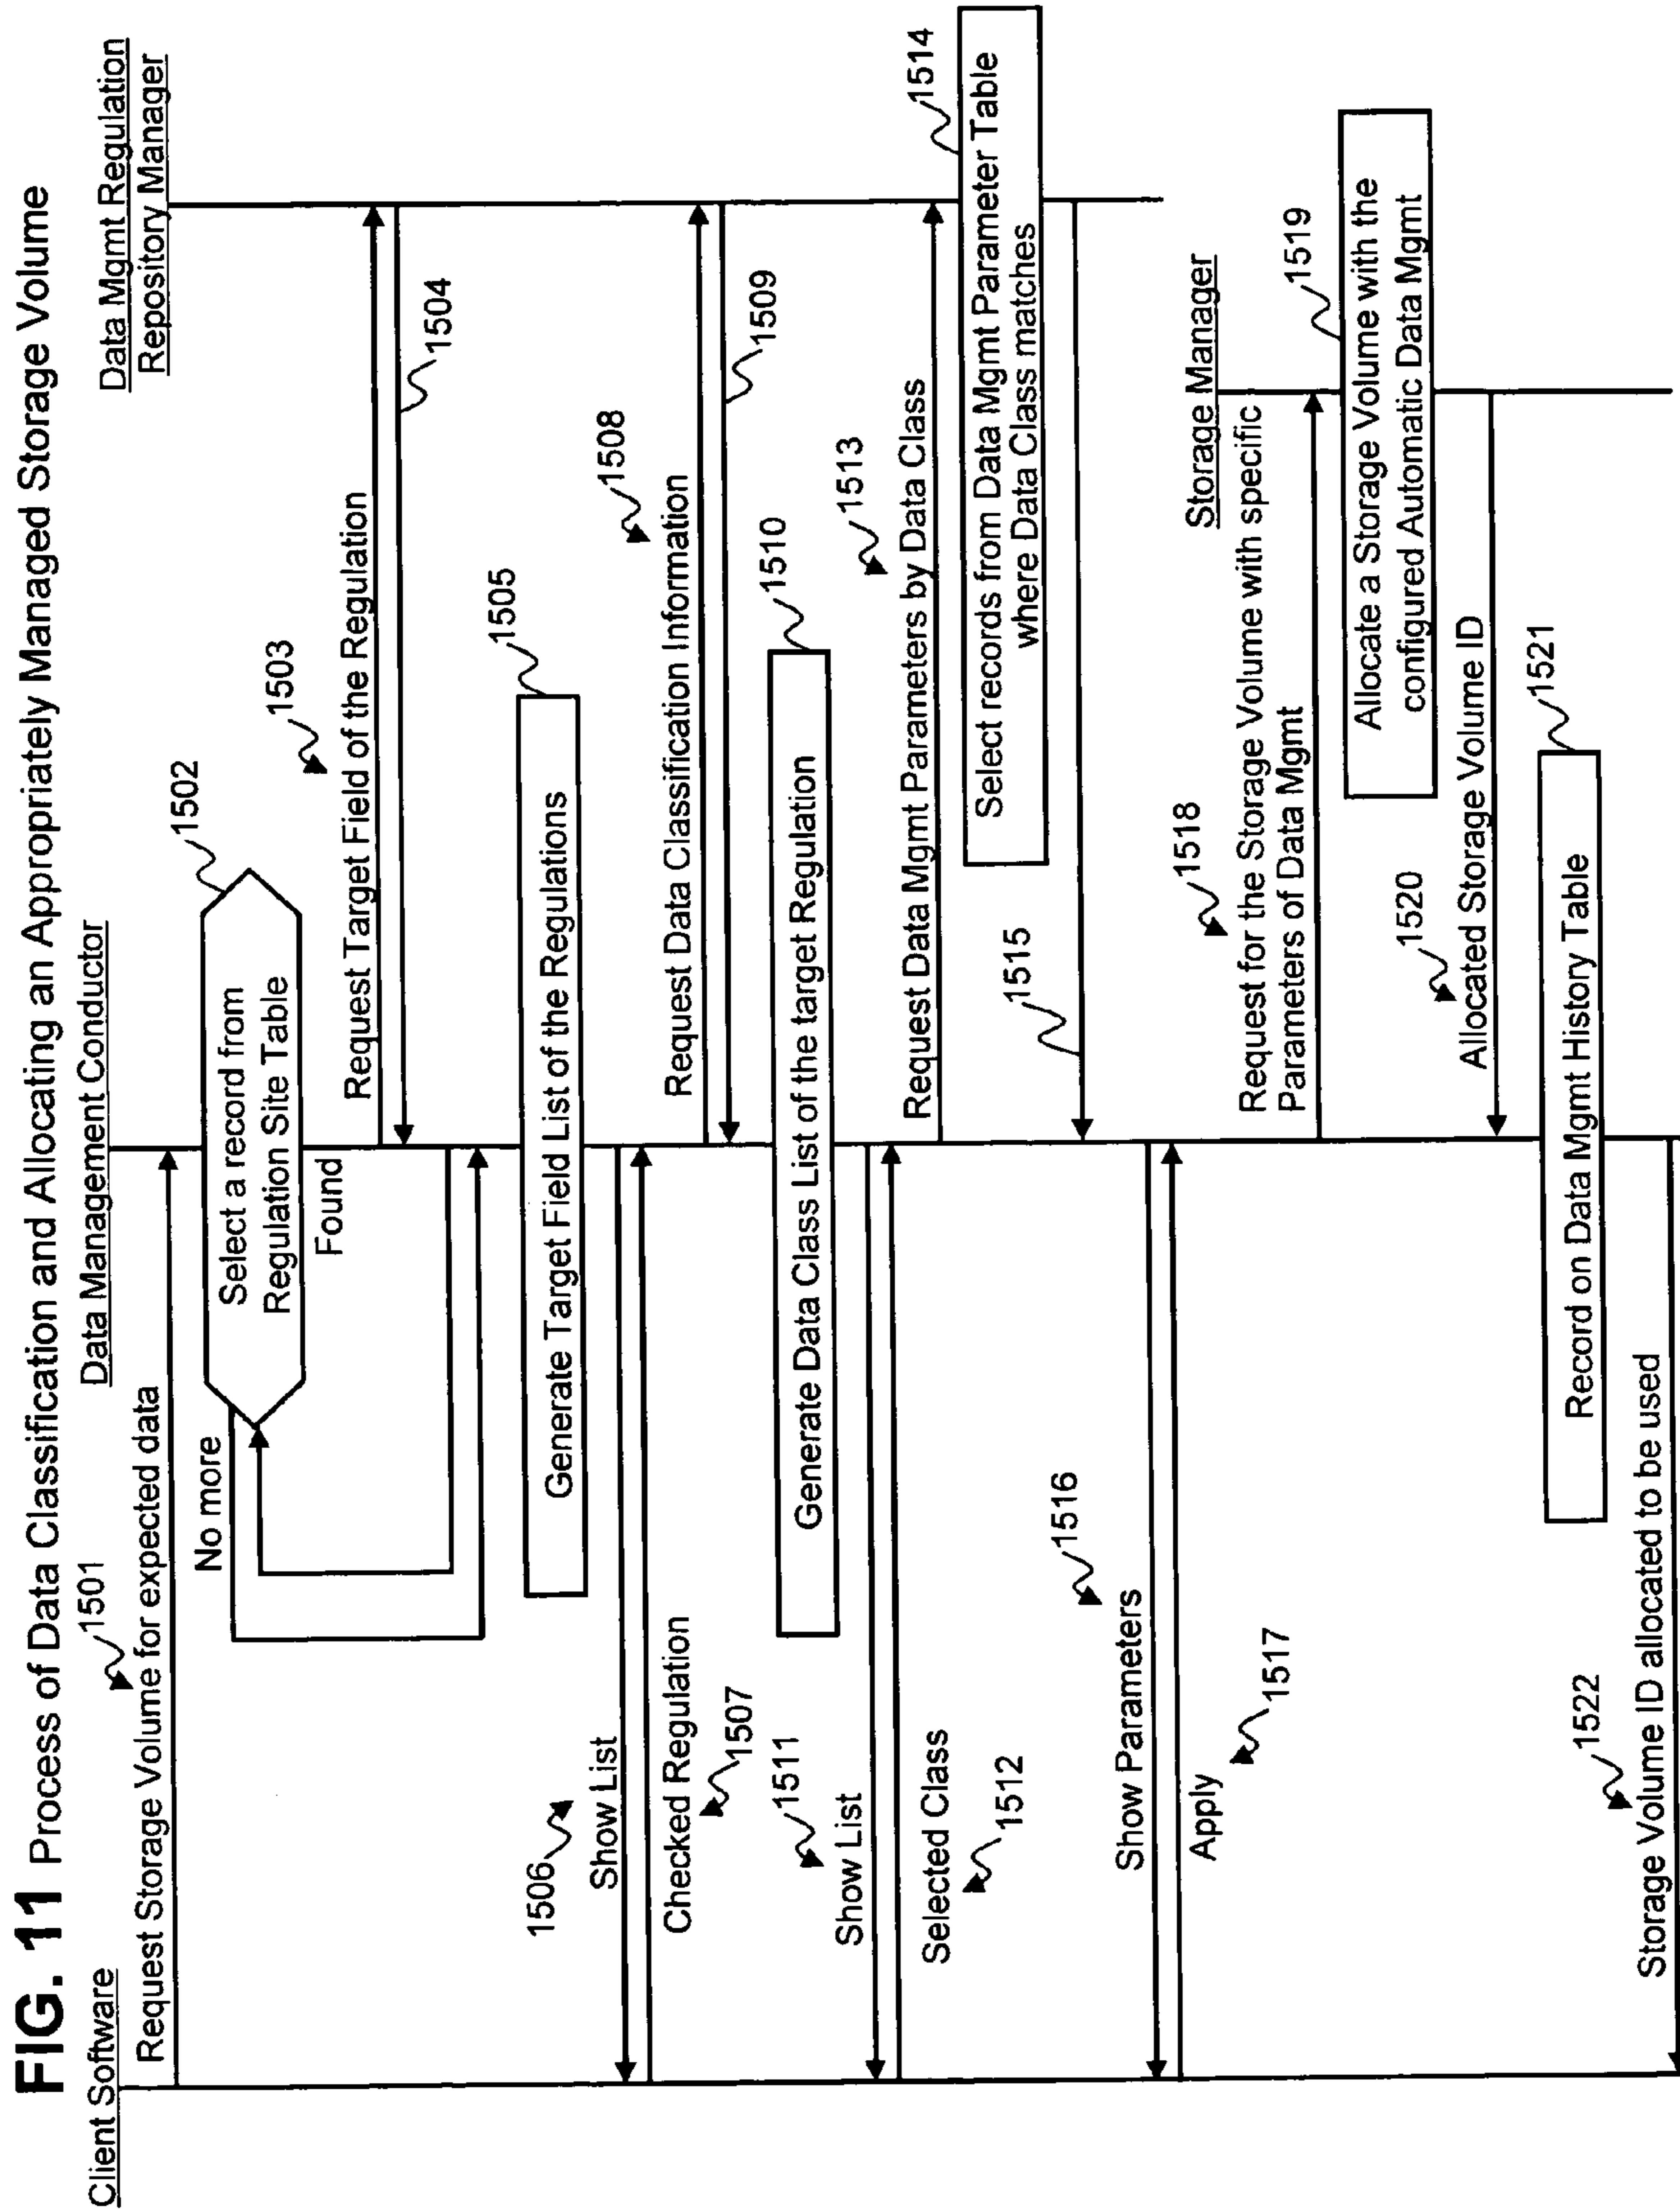 FIG. 11 Process of Data Classification and Allocating an Appropriately Managed Storage Volume
Client Software
Data Management Conductor
Data Mgmt Regulation
Repository Manager
1501
Request Storage Volume for expected data
1502
Select a record from
Regulation Site Table
No more
Found
1503
Request Target Field of the Regulation
1504
1505
Generate Target Field List of the Regulations
1506
Show List
Checked Regulation
1507
1508
Request Data Classification Information
1509
1510
Generate Data Class List of the target Regulation
1511
Show List
Selected Class
1512
1513
Request Data Mgmt Parameters by Data Class
1514
Select records from Data Mgmt Parameter Table
where Data Class matches
1515
1516
Show Parameters
Apply
1517
Storage Manager
1518
Request for the Storage Volume with specific
Parameters of Data Mgmt
1519
Allocate a Storage Volume with the
configured Automatic Data Mgmt
1520
Allocated Storage Volume ID
1521
Record on Data Mgmt History Table
1522
Storage Volume ID allocated to be used